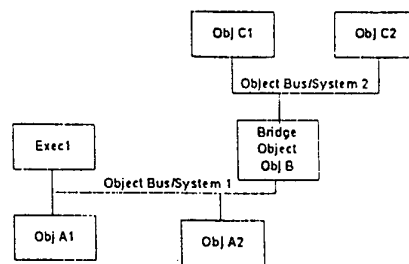 Obj C1
Obj C2
Object Bus/System 2
Bridge
Object
Obj B
Exec1
Object Bus/System 1
Obj A1
Obj A2